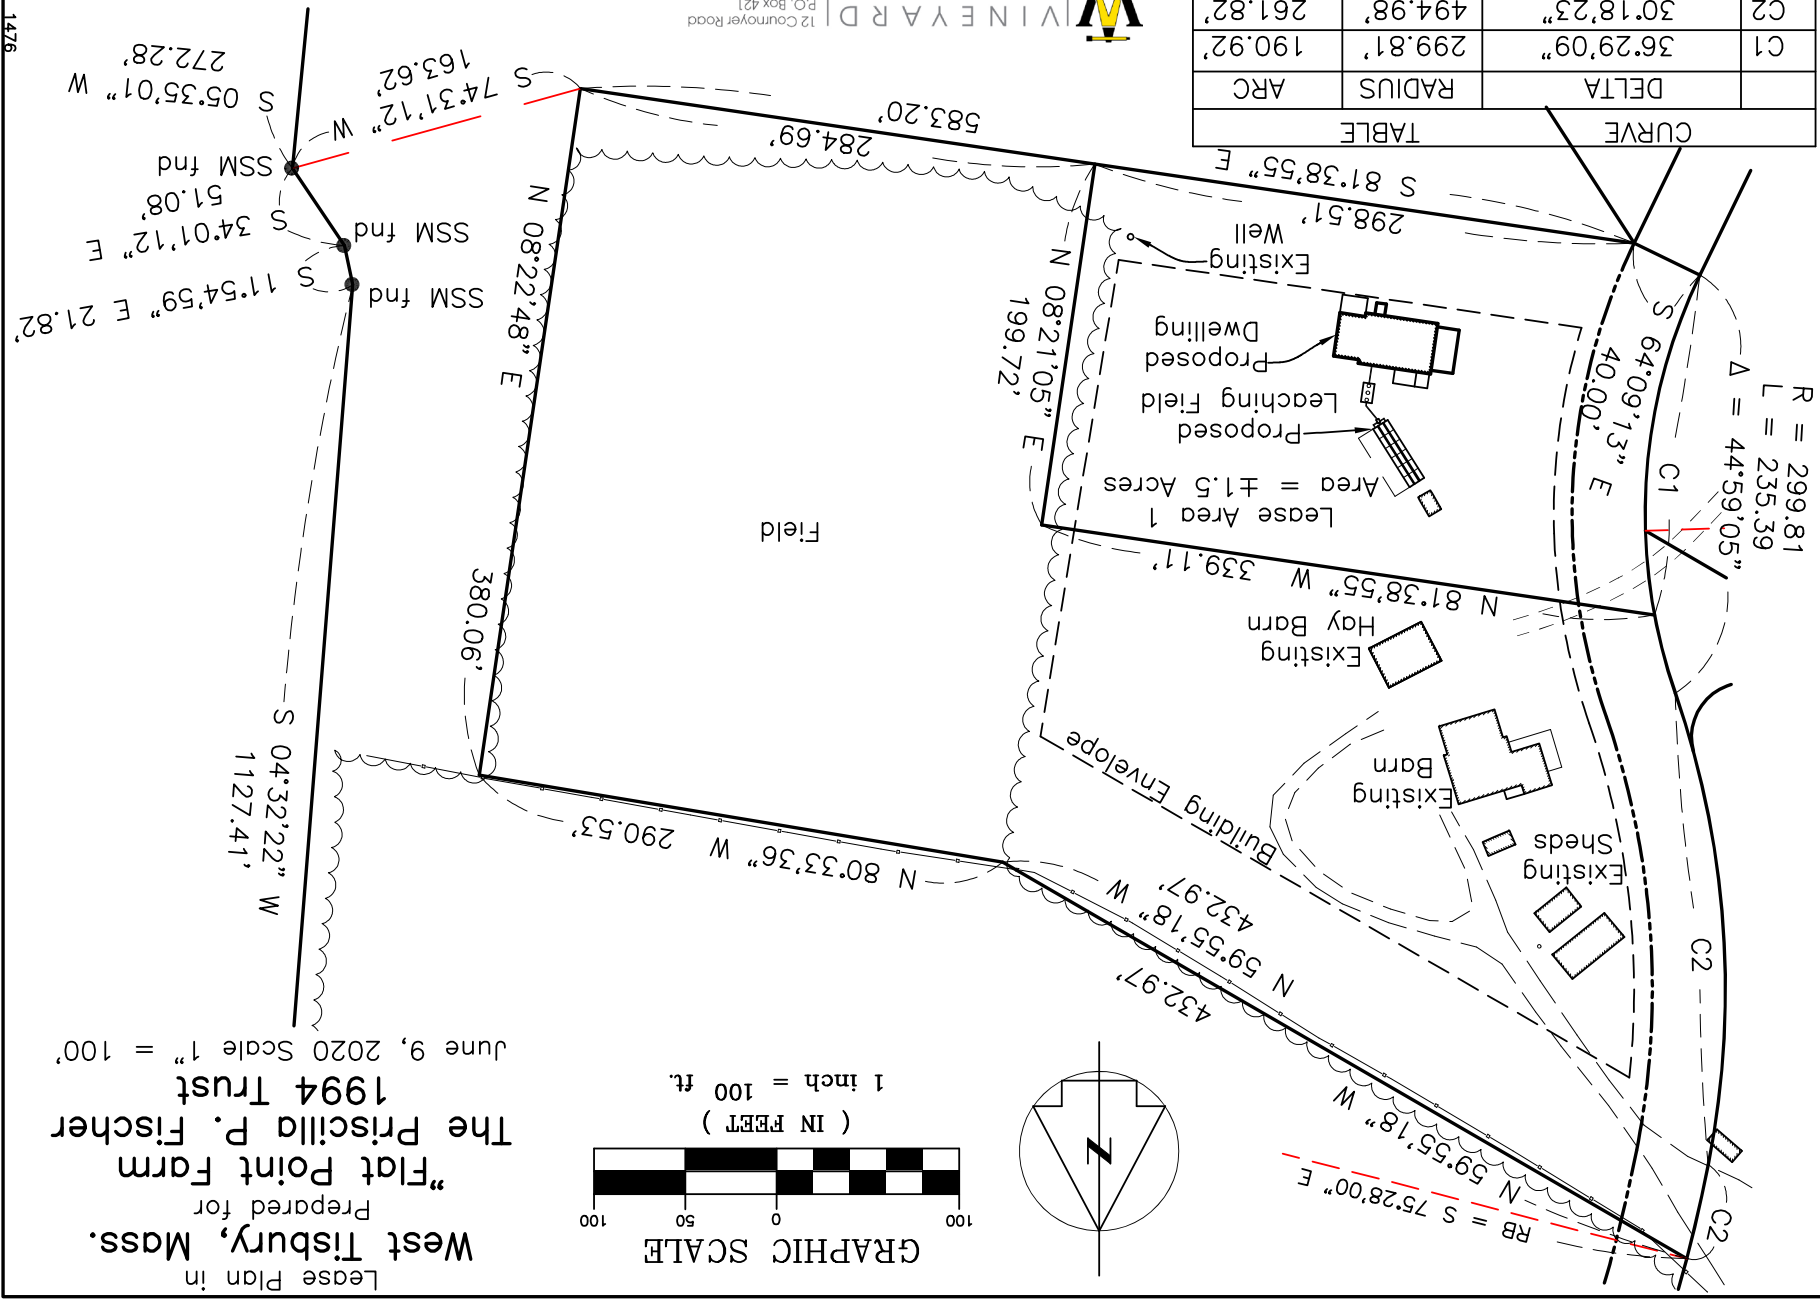 Lease Plan in
West Tisbury, Mass.
Prepared for
"Flat Point Farm
The Priscilla P. Fischer
1994 Trust
June 9, 2020 Scale 1" = 100'
GRAPHIC SCALE
100 0 50 100
( IN FEET )
1 inch = 100 ft.
N
RB = S 75°28'00" E
C2
N 59°55'18" W
432.97'
N 59°55'18" W
432.97'
N 80°33'36" W 290.53'
S 04°32'22" W
1127.41'
Building Envelope
C2
Existing
Sheds
Existing
Barn
Existing
Hay Barn
N 81°38'55" W 339.11'
380.06'
N 08°22'48" E
Field
Lease Area 1
Area = ±1.5 Acres
Proposed
Leaching Field
Proposed
Dwelling
Existing
Well
C1
R = 299.81
L = 235.39
Δ = 44°59'05"
S 64°09'13" E
40.00'
N 08°21'05" E
199.72'
298.51'
S 81°38'55" E
284.69'
583.20'
S 11°54'59" E 21.82'
SSM fnd
SSM fnd
S 34°01'12" E
51.08'
SSM fnd
S 74°31'12" W
163.62'
S 05°35'01" W
272.28'
CURVE TABLE
DELTA RADIUS ARC
C1 36°29'09" 299.81' 190.92'
C2 30°18'23" 494.98' 261.82'
VINEYARD
12 Cournoyer Road
P.O. Box 421
1476